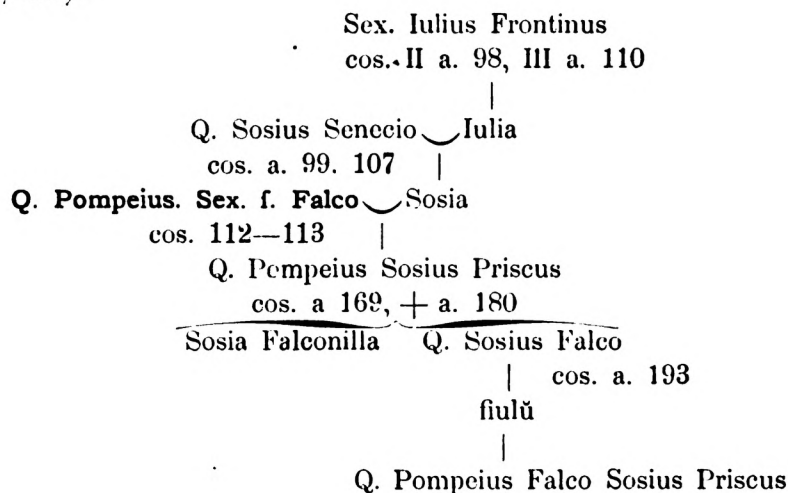 Sex. Iulius Frontinus
cos. II a. 98, III a. 110
Q. Sosius Senecio Iulia
cos. a. 99. 107
Q. Pompeius. Sex. f. Falco Sosia
cos. 112—113
Q. Pompeius Sosius Priscus
cos. a 169, + a. 180
Sosia Falconilla Q. Sosius Falco
cos. a. 193
fiulŭ
Q. Pompeius Falco Sosius Priscus